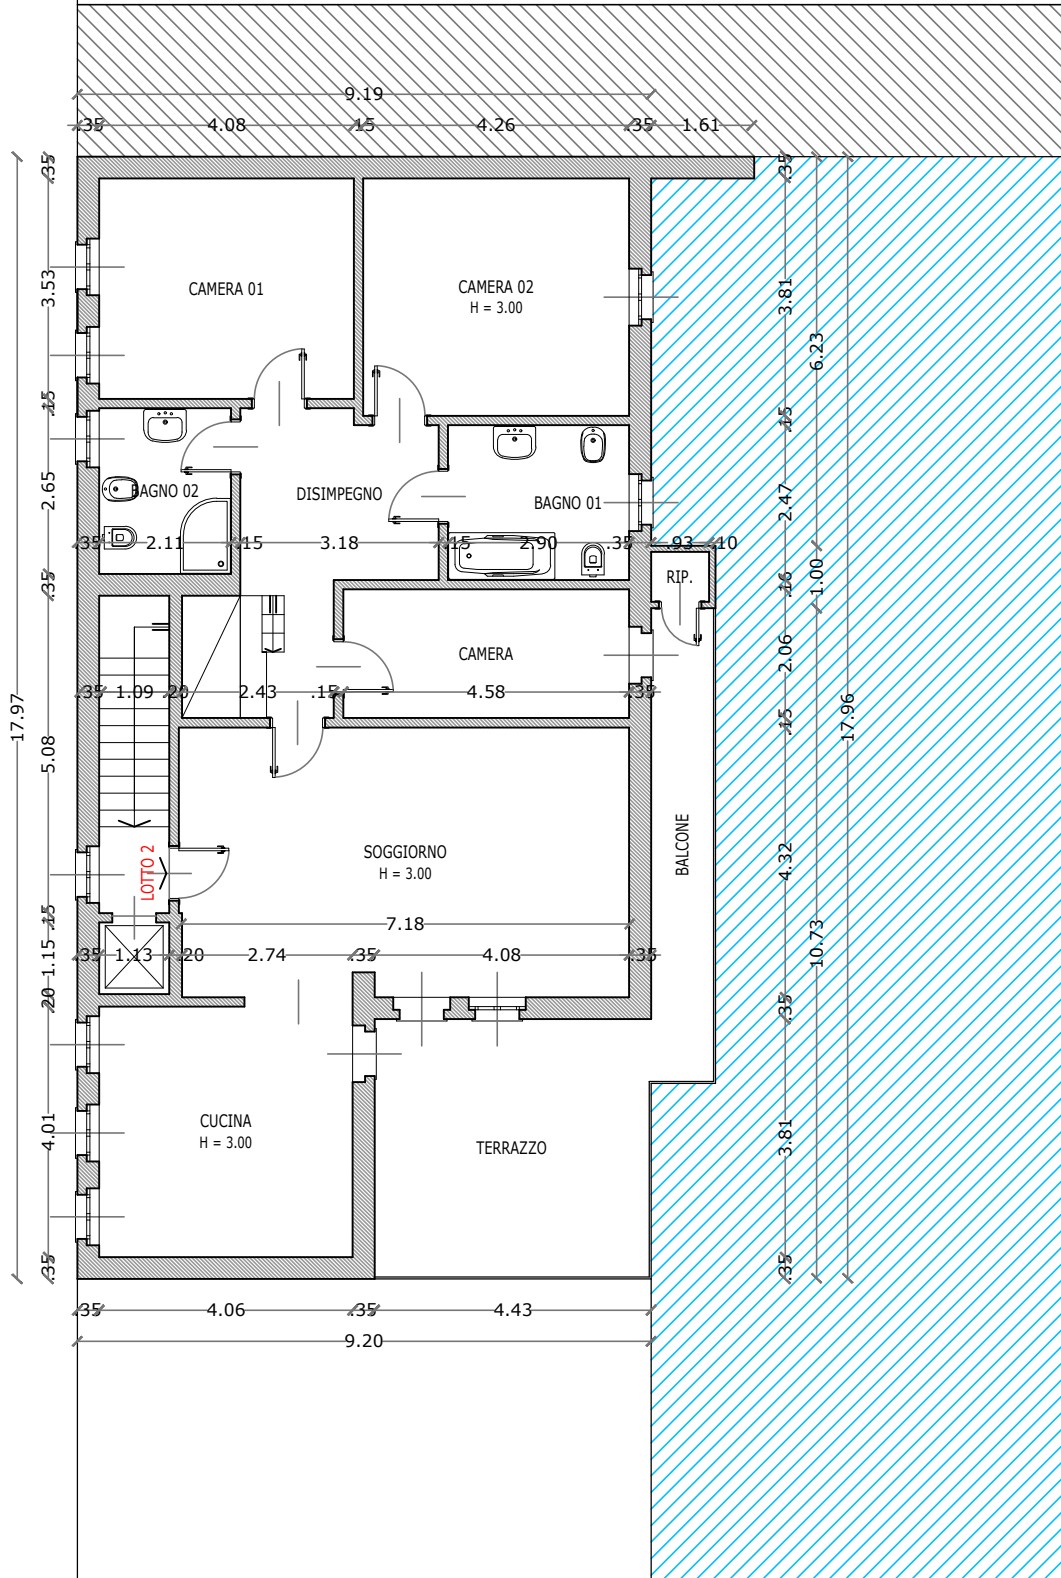 9.19
.35 4.08 .15 4.26 .35 1.61
.35
3.53
.15
2.65
.35
5.08
.15
1.15
.20
4.01
.35
17.97
CAMERA 01
CAMERA 02
H = 3.00
BAGNO 02
DISIMPEGNO
BAGNO 01
.35 2.11 .15 3.18 .15 2.90 .35 .93 .10
RIP.
CAMERA
.35 1.09 .20 2.43 .15 4.58 .35
LOTTO 2
SOGGIORNO
H = 3.00
BALCONE
7.18
.35 1.13 .20 2.74 .35 4.08 .35
CUCINA
H = 3.00
TERRAZZO
.35
3.81
.15
2.47
.16
2.06
.15
4.32
.35
3.81
.35
6.23
1.00
10.73
17.96
.35 4.06 .35 4.43
9.20